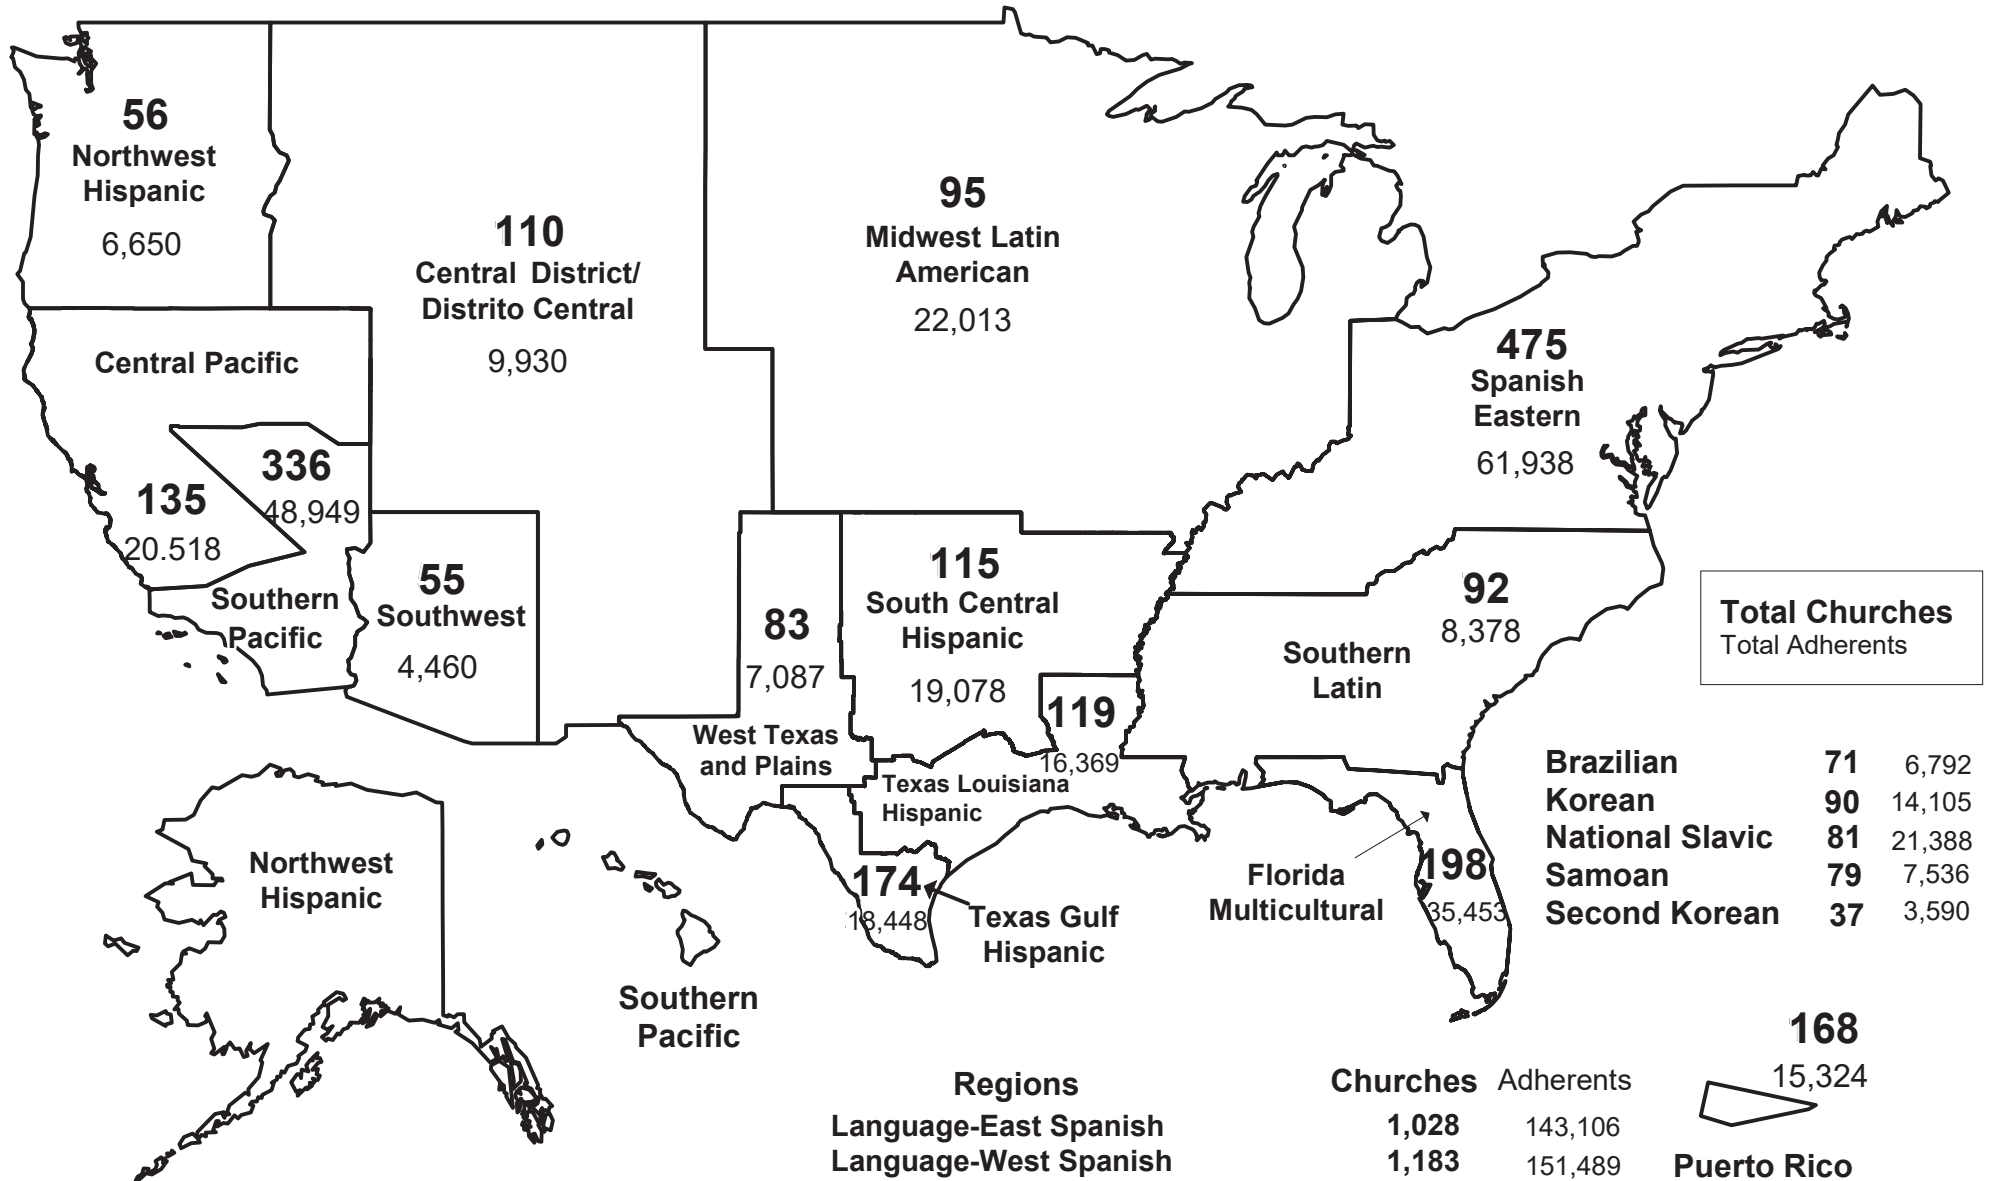 56
Northwest
Hispanic
6,650
110
Central District/
Distrito Central
9,930
95
Midwest Latin
American
22,013
475
Spanish
Eastern
61,938
Central Pacific
135
20.518
336
48,949
Southern
Pacific
55
Southwest
4,460
83
7,087
West Texas
and Plains
115
South Central
Hispanic
19,078
119
16,369
Texas Louisiana
Hispanic
92
8,378
Southern
Latin
Total Churches
Total Adherents
Brazilian 71 6,792
Korean 90 14,105
National Slavic 81 21,388
Samoan 79 7,536
Second Korean 37 3,590
Northwest
Hispanic
Southern
Pacific
174
18,448
Texas Gulf
Hispanic
Florida
Multicultural
198
35,453
168
15,324
Puerto Rico
Regions Churches Adherents
Language-East Spanish 1,028 143,106
Language-West Spanish 1,183 151,489